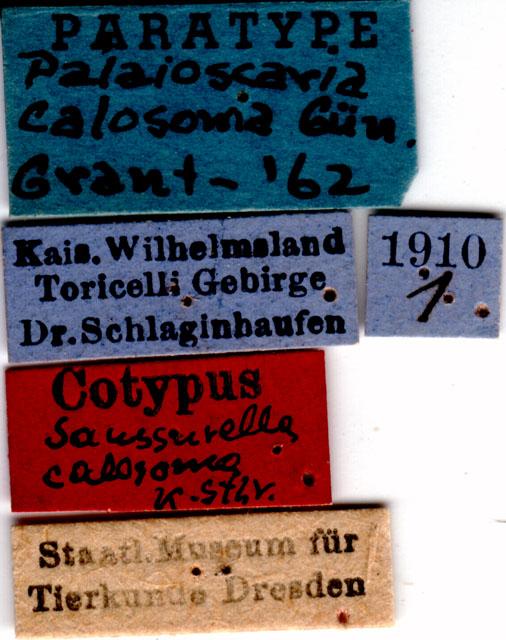 PARATYPE
Palaioscaria
calosoma Gün.
Grant - '62
Kais. Wilhelmsland
Toricelli Gebirge
Dr. Schlaginhaufen
1910
1
Cotypus
Saussurella
calosoma
K. Sthr.
Staatl. Museum für
Tierkunde Dresden